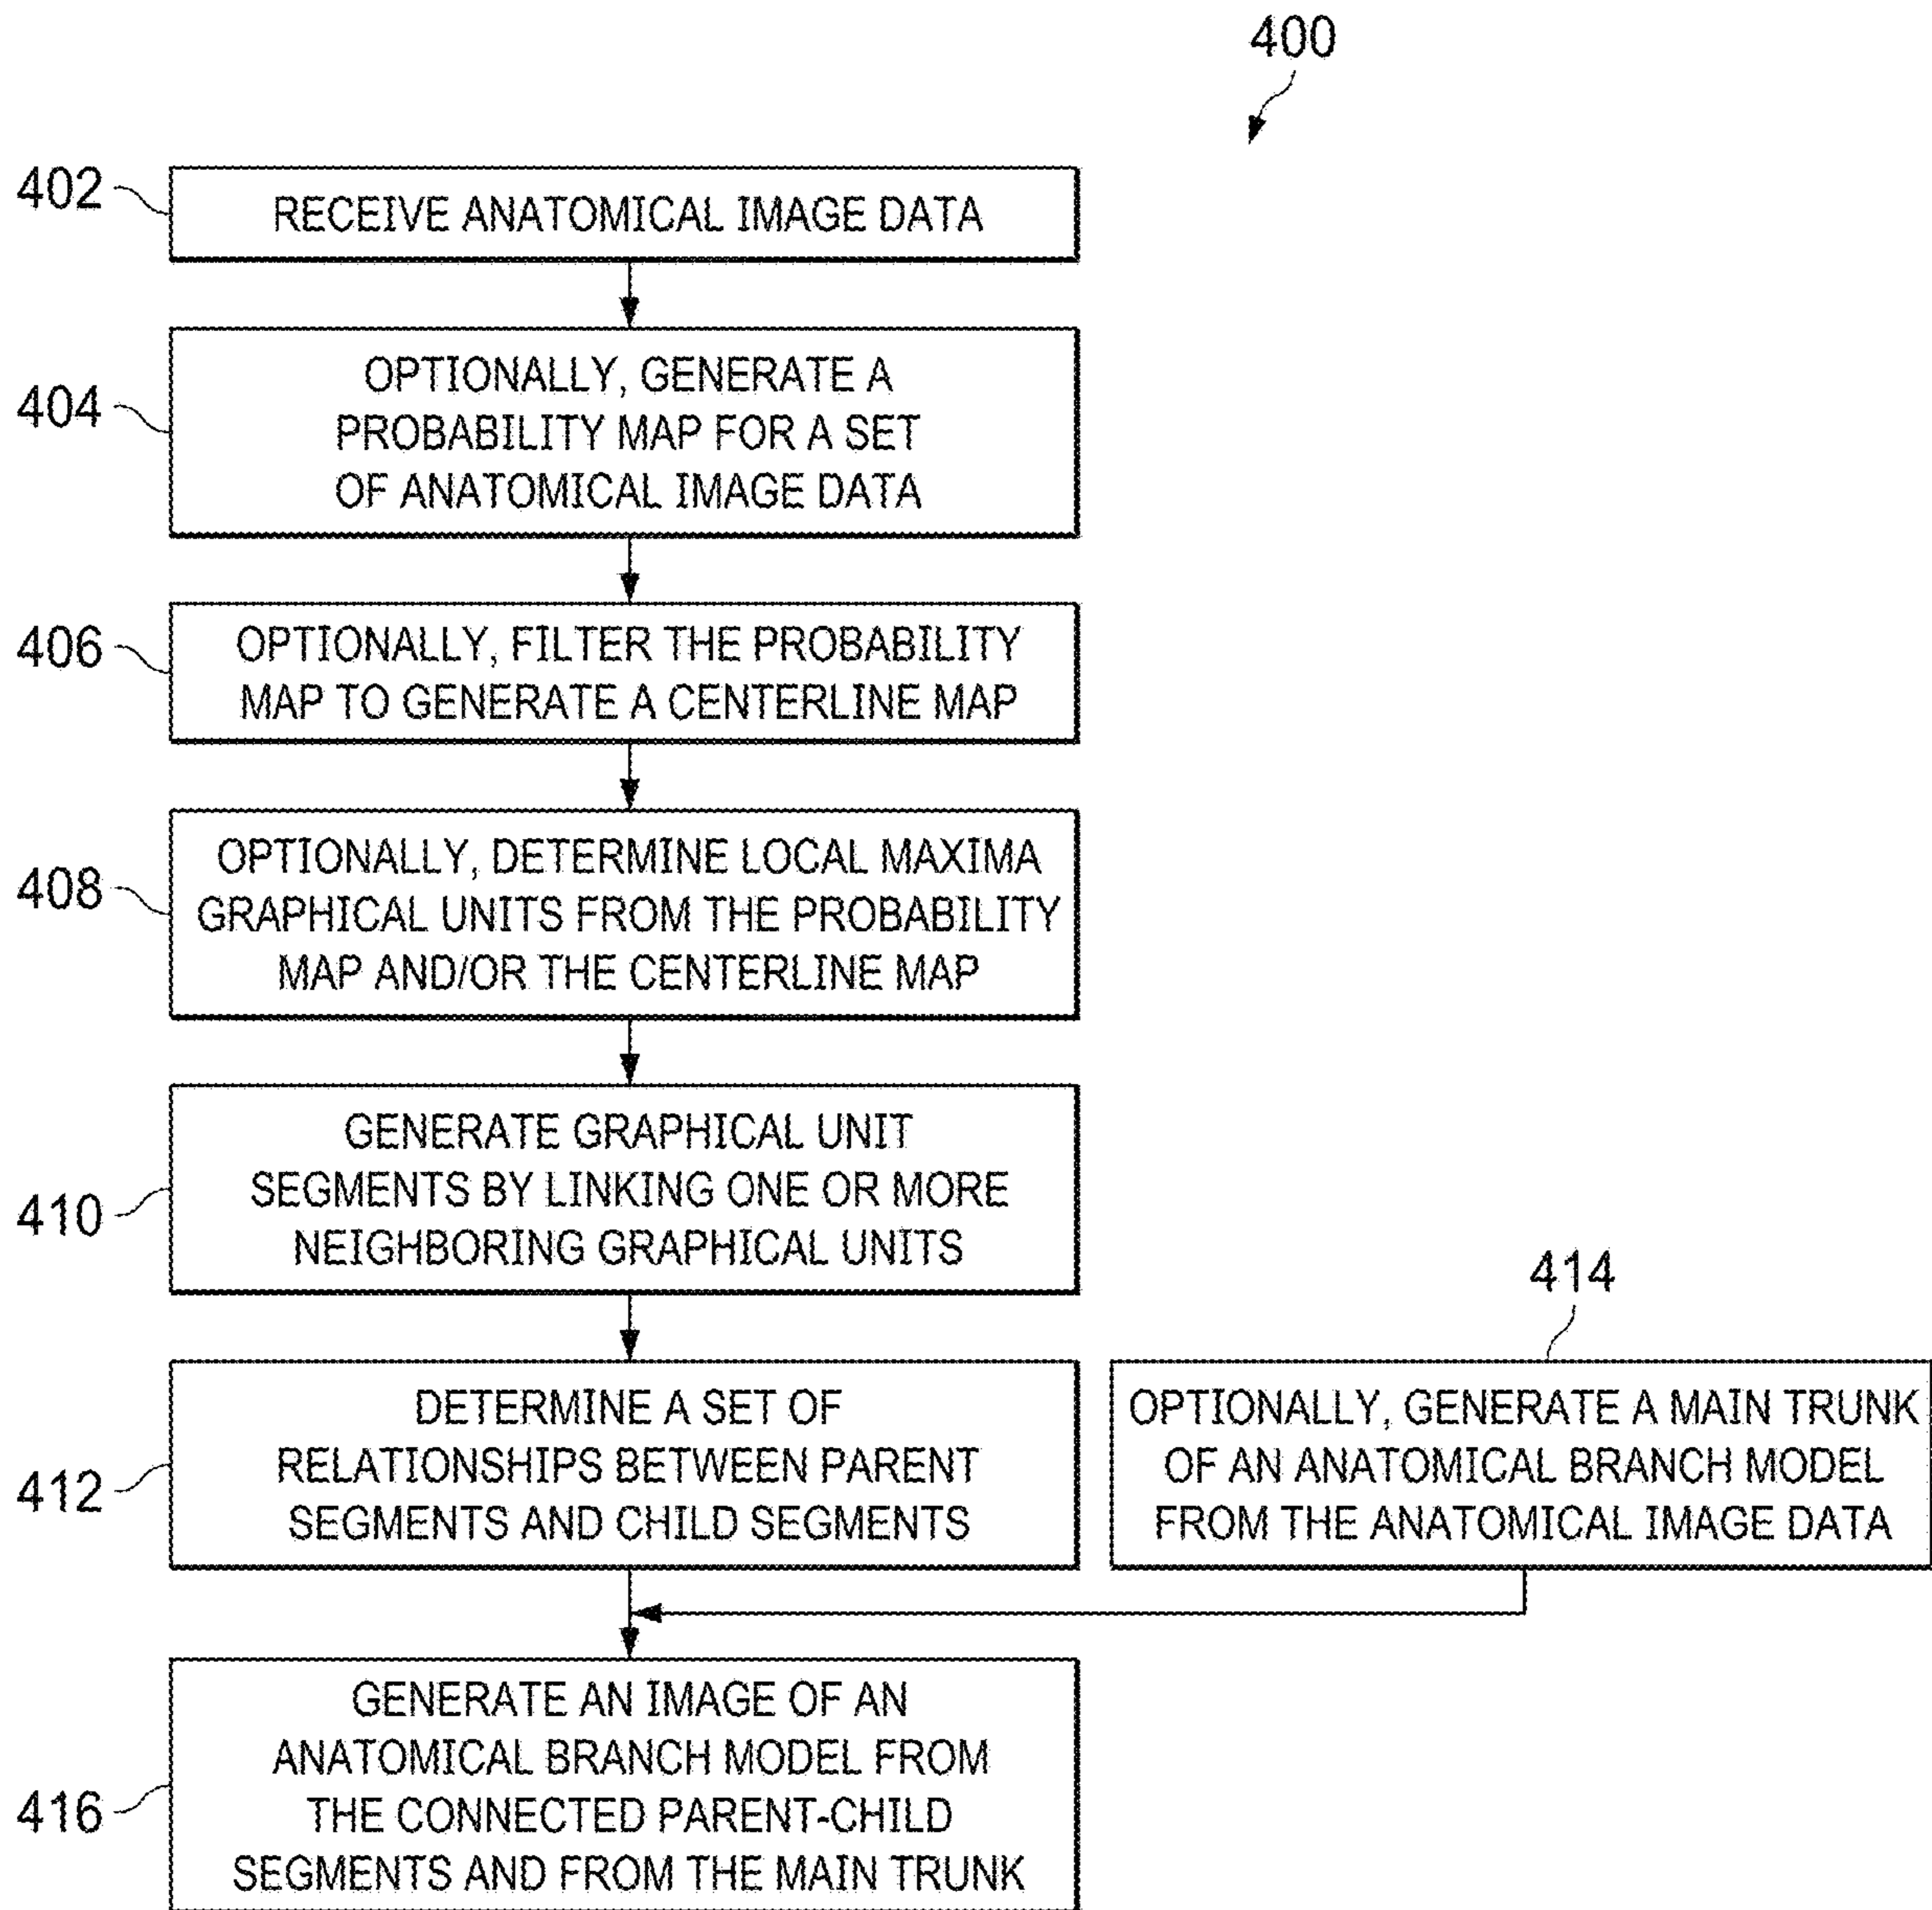 400
402
RECEIVE ANATOMICAL IMAGE DATA
404
OPTIONALLY, GENERATE A
PROBABILITY MAP FOR A SET
OF ANATOMICAL IMAGE DATA
406
OPTIONALLY, FILTER THE PROBABILITY
MAP TO GENERATE A CENTERLINE MAP
408
OPTIONALLY, DETERMINE LOCAL MAXIMA
GRAPHICAL UNITS FROM THE PROBABILITY
MAP AND/OR THE CENTERLINE MAP
410
GENERATE GRAPHICAL UNIT
SEGMENTS BY LINKING ONE OR MORE
NEIGHBORING GRAPHICAL UNITS
412
DETERMINE A SET OF
RELATIONSHIPS BETWEEN PARENT
SEGMENTS AND CHILD SEGMENTS
414
OPTIONALLY, GENERATE A MAIN TRUNK
OF AN ANATOMICAL BRANCH MODEL
FROM THE ANATOMICAL IMAGE DATA
416
GENERATE AN IMAGE OF AN
ANATOMICAL BRANCH MODEL FROM
THE CONNECTED PARENT-CHILD
SEGMENTS AND FROM THE MAIN TRUNK